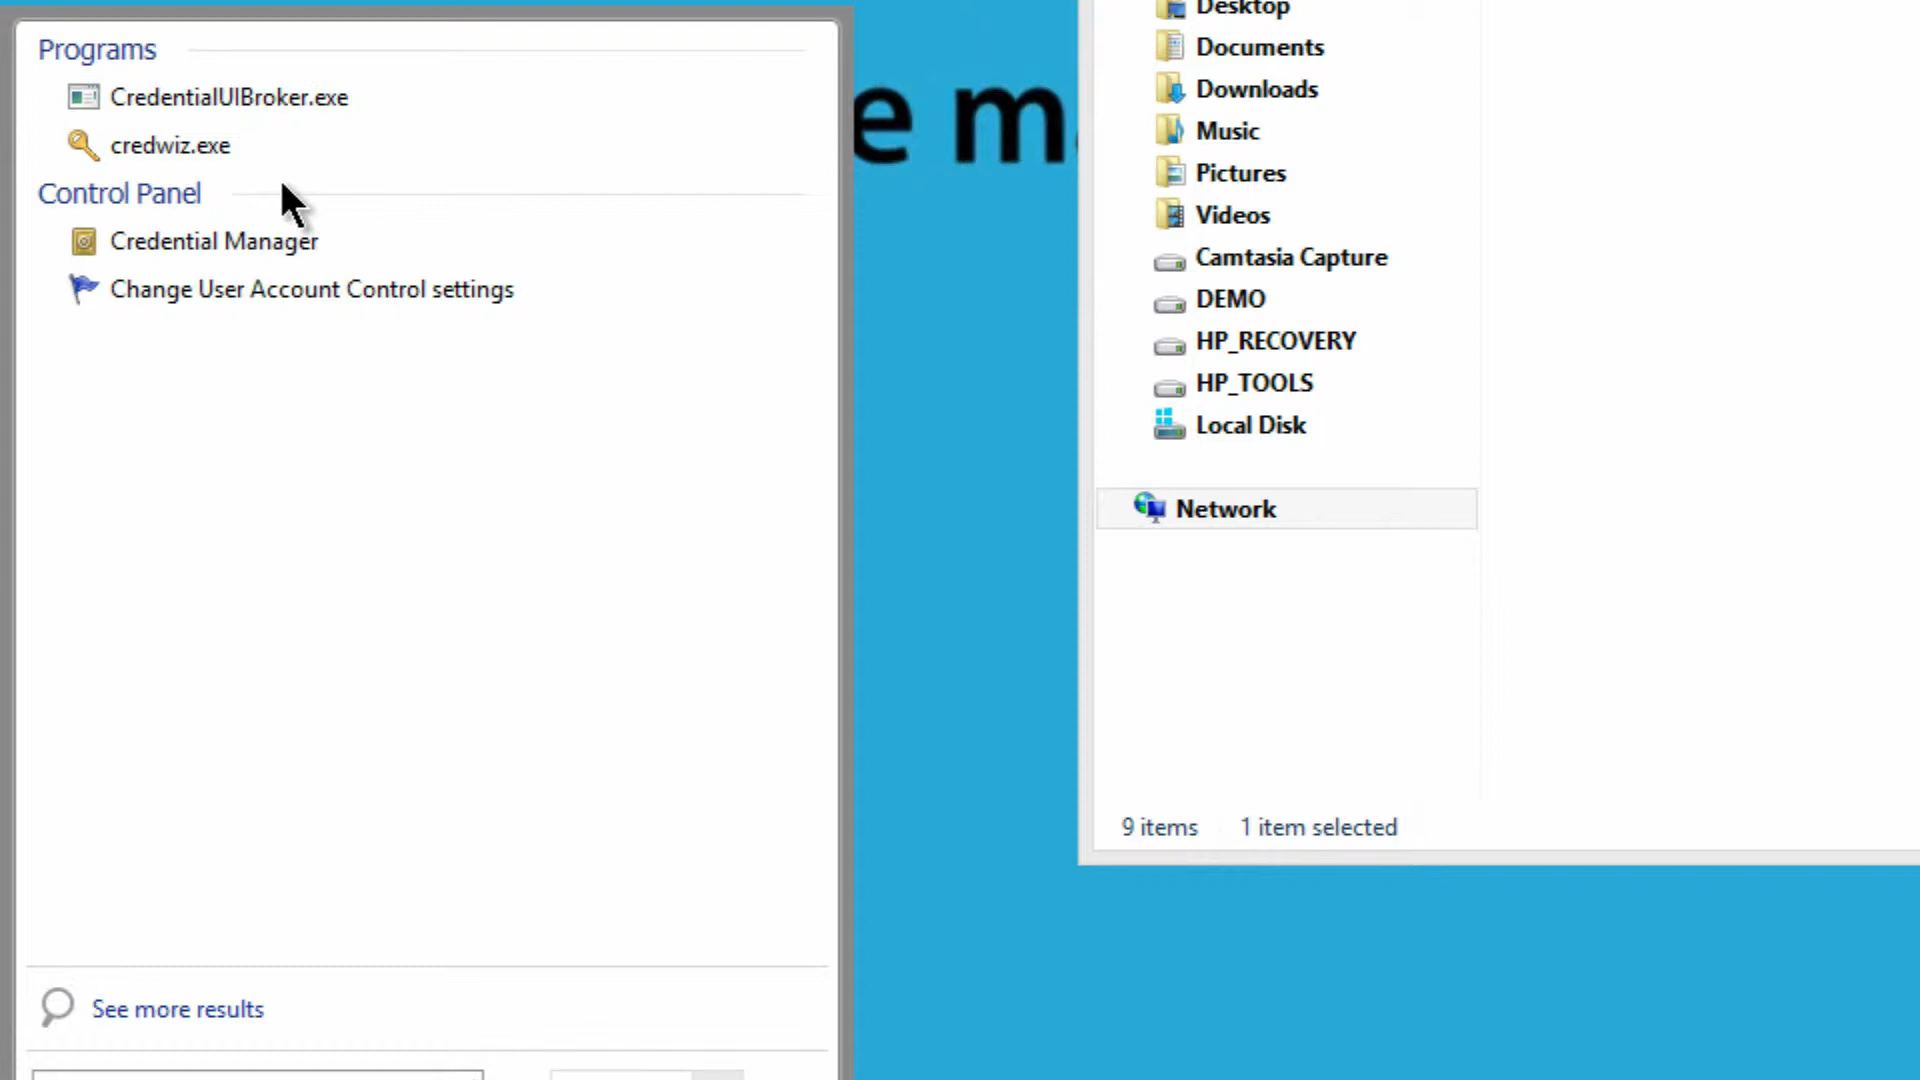 Programs
CredentialUIBroker.exe
credwiz.exe
Control Panel
Credential Manager
Change User Account Control settings
See more results
e m
Desktop
Documents
Downloads
Music
Pictures
Videos
Camtasia Capture
DEMO
HP_RECOVERY
HP_TOOLS
Local Disk
Network
9 items 1 item selected